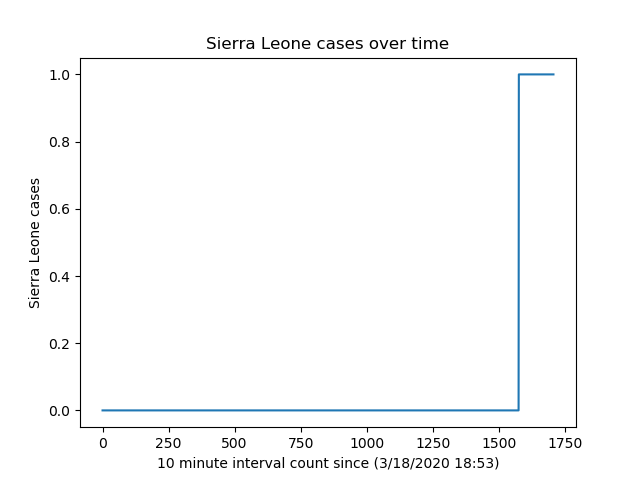 Sierra Leone cases over time
1.0
0.8
0.6
0.4
0.2
0.0
Sierra Leone cases
0 250 500 750 1000 1250 1500 1750
10 minute interval count since (3/18/2020 18:53)